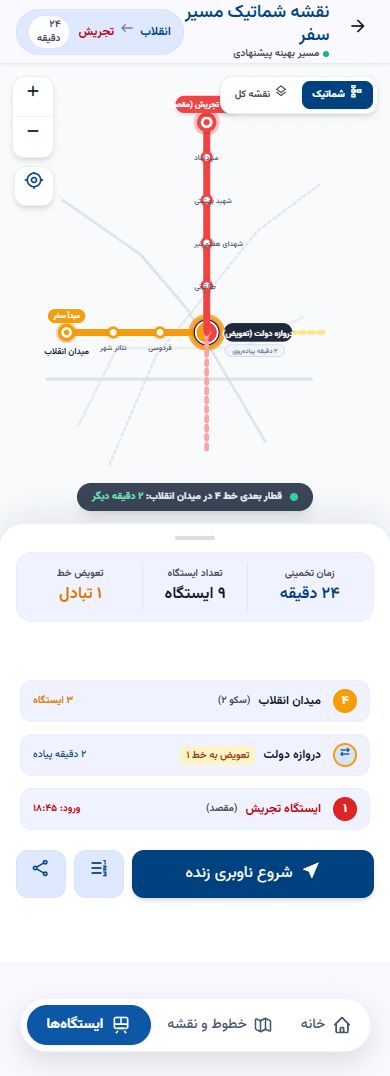 نقشه شماتیک مسیر سفر
مسیر بهینه پیشنهادی
انقلاب ← تجریش
۲۴ دقیقه
شماتیک
نقشه کل
+
−
تجریش
شهید بهشتی
میدان انقلاب
مبدأ سفر
تئاتر شهر
فردوسی
دروازه دولت (تعویض
۲ دقیقه پیاده‌روی
قطار بعدی خط ۴ در میدان انقلاب: ۲ دقیقه دیگر
زمان تخمینی
۲۴ دقیقه
تعداد ایستگاه
۹ ایستگاه
تعویض خط
۱ تبادل
۴ میدان انقلاب (سکو ۲) ۳ ایستگاه
دروازه دولت تعویض به خط ۱ ۲ دقیقه پیاده
۱ ایستگاه تجریش (مقصد) ورود: ۱۸:۴۵
شروع ناوبری زنده
خانه
خطوط و نقشه
ایستگاه‌ها